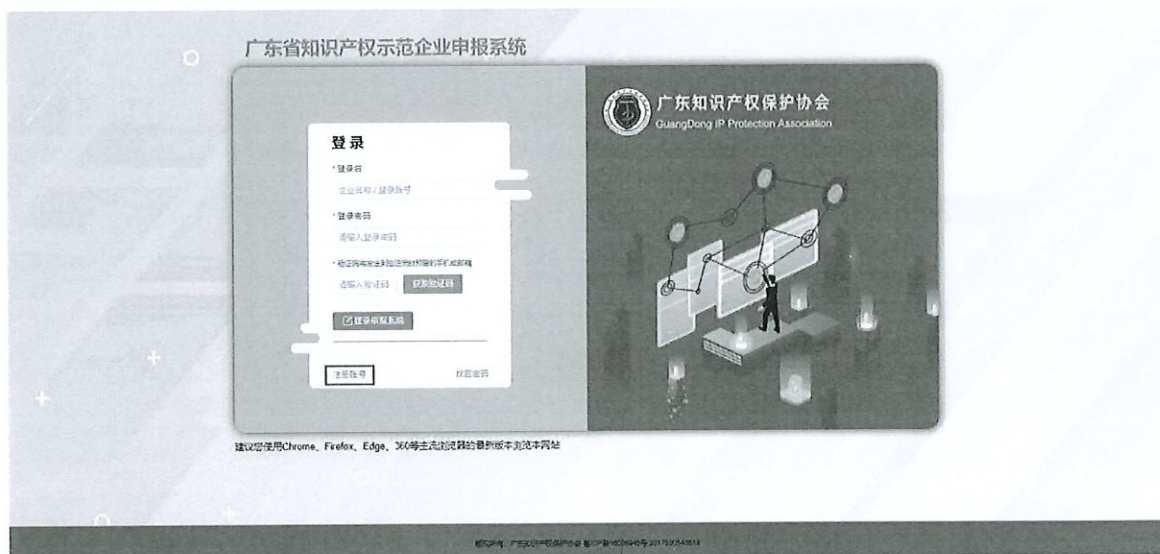 广东省知识产权示范企业申报系统
广东知识产权保护协会
GuangDong IP Protection Association
登录
* 登录名
企业名称 / 登录账号
* 登录密码
请输入登录密码
请输入验证码
获取验证码
登录申报系统
注册账号
找回密码
建议您使用Chrome、Firefox、Edge、360等主流浏览器的最新版本浏览本网站